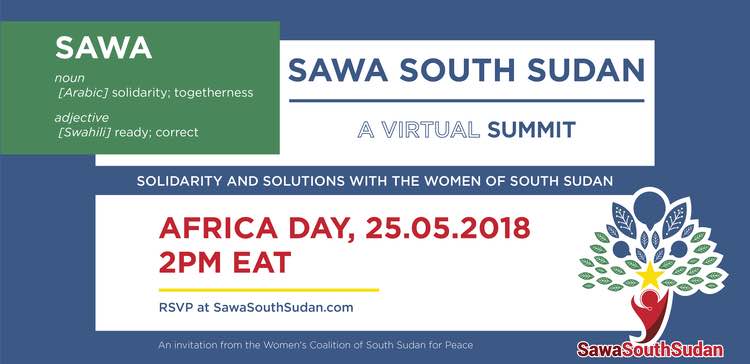 SAWA
noun
[Arabic] solidarity; togetherness
adjective
[Swahili] ready; correct
SAWA SOUTH SUDAN
A VIRTUAL SUMMIT
SOLIDARITY AND SOLUTIONS WITH THE WOMEN OF SOUTH SUDAN
AFRICA DAY, 25.05.2018
2PM EAT
RSVP at SawaSouthSudan.com
An invitation from the Women's Coalition of South Sudan for Peace
SawaSouthSudan